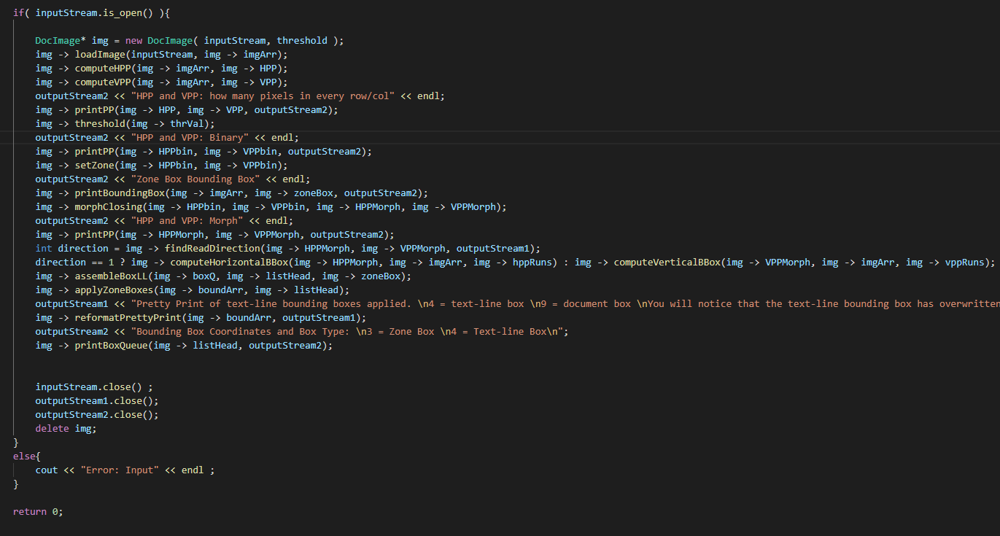 if( inputStream.is_open() ){
DocImage* img = new DocImage( inputStream, threshold );
img -> loadImage(inputStream, img -> imgArr);
img -> computeHPP(img -> imgArr, img -> HPP);
img -> computeVPP(img -> imgArr, img -> VPP);
outputStream2 << "HPP and VPP: how many pixels in every row/col" << endl;
img -> printPP(img -> HPP, img -> VPP, outputStream2);
img -> threshold(img -> thrVal);
outputStream2 << "HPP and VPP: Binary" << endl;
img -> printPP(img -> HPPbin, img -> VPPbin, outputStream2);
img -> setZone(img -> HPPbin, img -> VPPbin);
outputStream2 << "Zone Box Bounding Box" << endl;
img -> printBoundingBox(img -> imgArr, img -> zoneBox, outputStream2);
img -> morphClosing(img -> HPPbin, img -> VPPbin, img -> HPPMorph, img -> VPPMorph);
outputStream2 << "HPP and VPP: Morph" << endl;
img -> printPP(img -> HPPMorph, img -> VPPMorph, outputStream2);
int direction = img -> findReadDirection(img -> HPPMorph, img -> VPPMorph, outputStream1);
direction == 1 ? img -> computeHorizontalBBox(img -> HPPMorph, img -> imgArr, img -> hppRuns) : img -> computeVerticalBBox(img -> VPPMorph, img -> imgArr, img -> vppRuns);
img -> assembleBoxLL(img -> boxQ, img -> listHead, img -> zoneBox);
img -> applyZoneBoxes(img -> boundArr, img -> listHead);
outputStream1 << "Pretty Print of text-line bounding boxes applied. \n4 = text-line box \n9 = document box \nYou will notice that the text-line bounding box has overwritten
img -> reformatPrettyPrint(img -> boundArr, outputStream1);
outputStream2 << "Bounding Box Coordinates and Box Type: \n3 = Zone Box \n4 = Text-line Box\n";
img -> printBoxQueue(img -> listHead, outputStream2);
inputStream.close() ;
outputStream1.close();
outputStream2.close();
delete img;
}
else{
cout << "Error: Input" << endl ;
}
return 0;